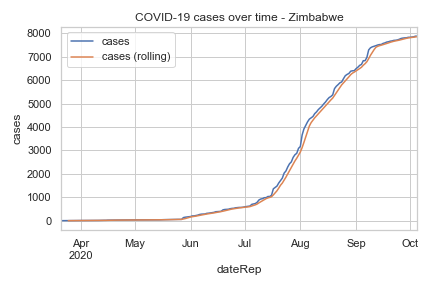 COVID-19 cases over time - Zimbabwe
cases
cases (rolling)
8000
7000
6000
5000
4000
3000
2000
1000
0
cases
Apr
2020
May
Jun
Jul
Aug
Sep
Oct
dateRep